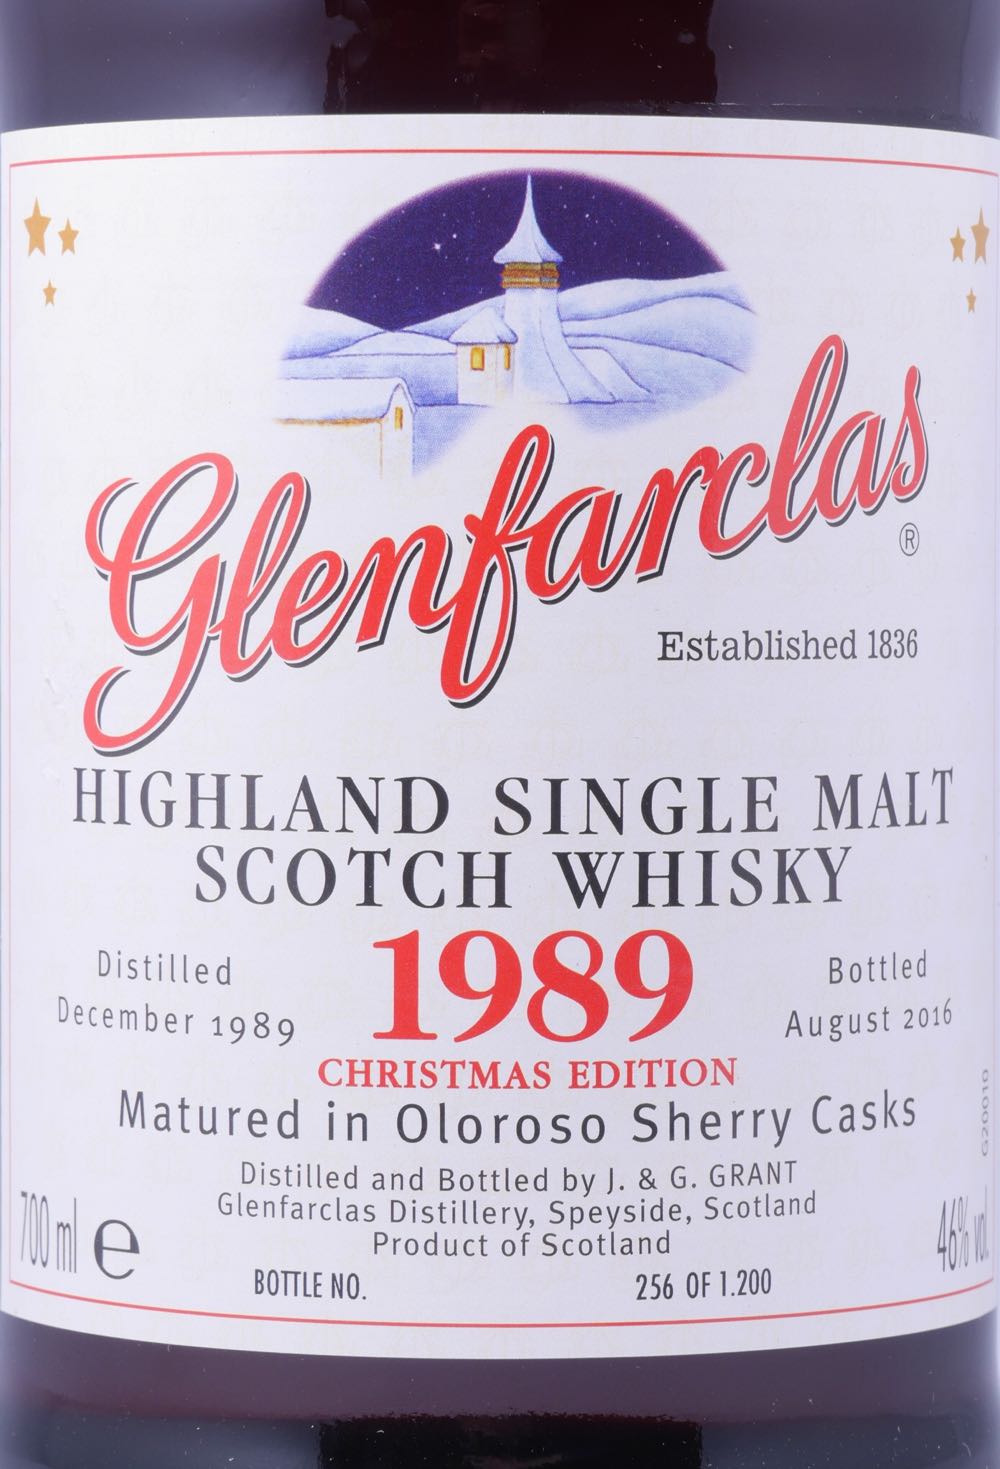 Glenfarclas
®
Established 1836
HIGHLAND SINGLE MALT
SCOTCH WHISKY
Distilled
December 1989
1989
Bottled
August 2016
CHRISTMAS EDITION
Matured in Oloroso Sherry Casks
Distilled and Bottled by J. & G. GRANT
Glenfarclas Distillery, Speyside, Scotland
Product of Scotland
700 ml e
46% vol.
BOTTLE NO. 256 OF 1.200
G20010